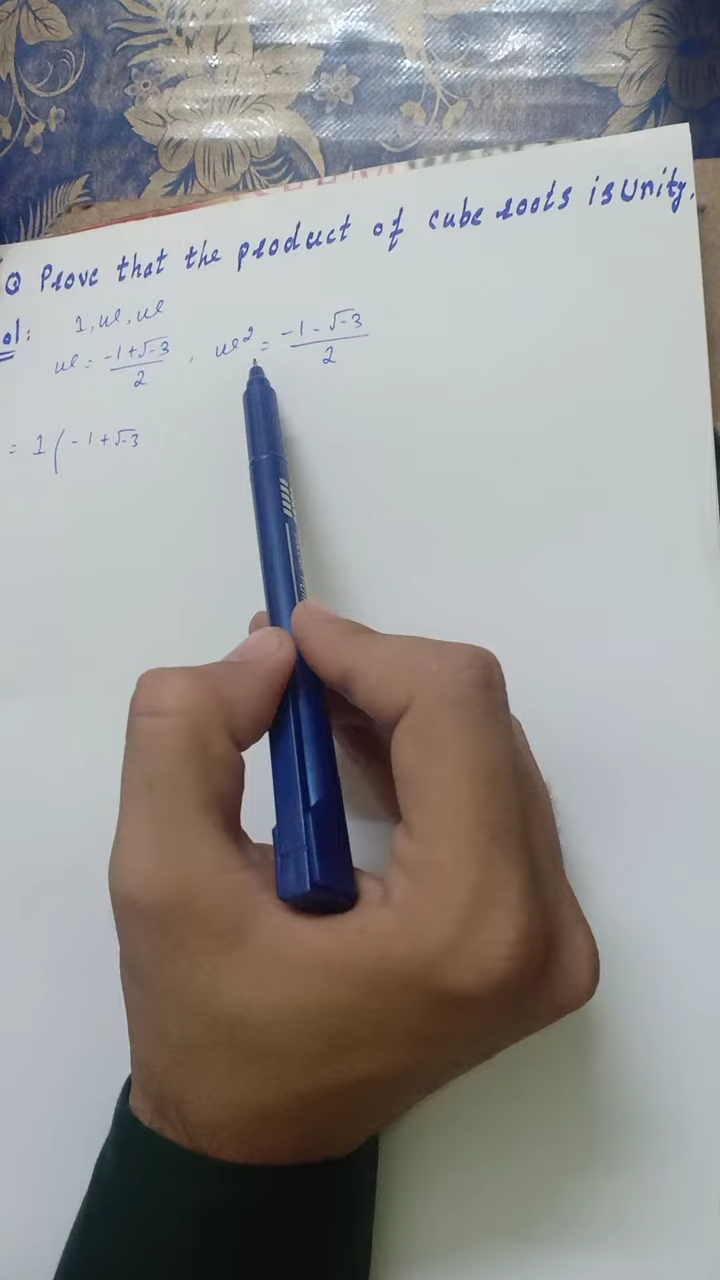 Q Prove that the product of cube roots is Unity.
ol: 1, ω, ω
ω = -1+√-3/2 , ω² = -1-√-3/2
= 1 ( -1+√-3